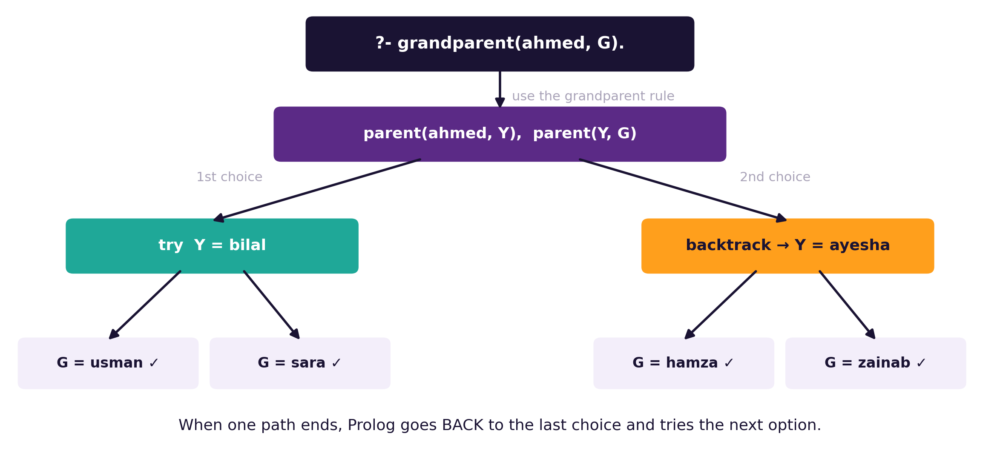 ?- grandparent(ahmed, G).
use the grandparent rule
parent(ahmed, Y),  parent(Y, G)
1st choice
2nd choice
try  Y = bilal
backtrack → Y = ayesha
G = usman ✓
G = sara ✓
G = hamza ✓
G = zainab ✓
When one path ends, Prolog goes BACK to the last choice and tries the next option.